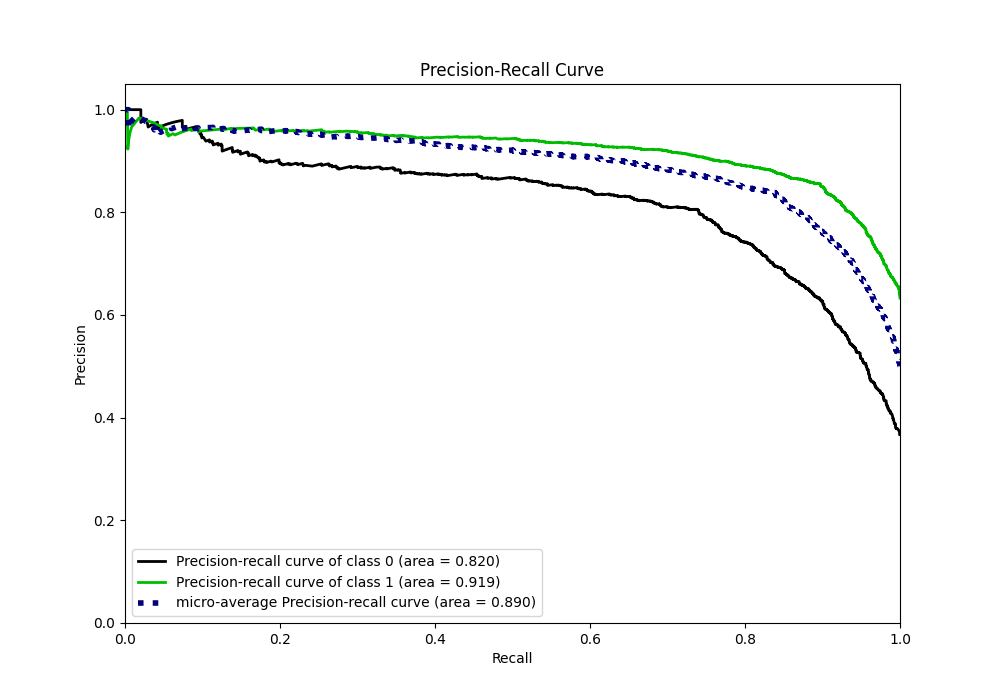 Precision-Recall Curve
1.0
0.8
0.6
0.4
0.2
0.0
Precision
Precision-recall curve of class 0 (area = 0.820)
Precision-recall curve of class 1 (area = 0.919)
micro-average Precision-recall curve (area = 0.890)
0.0 0.2 0.4 0.6 0.8 1.0
Recall